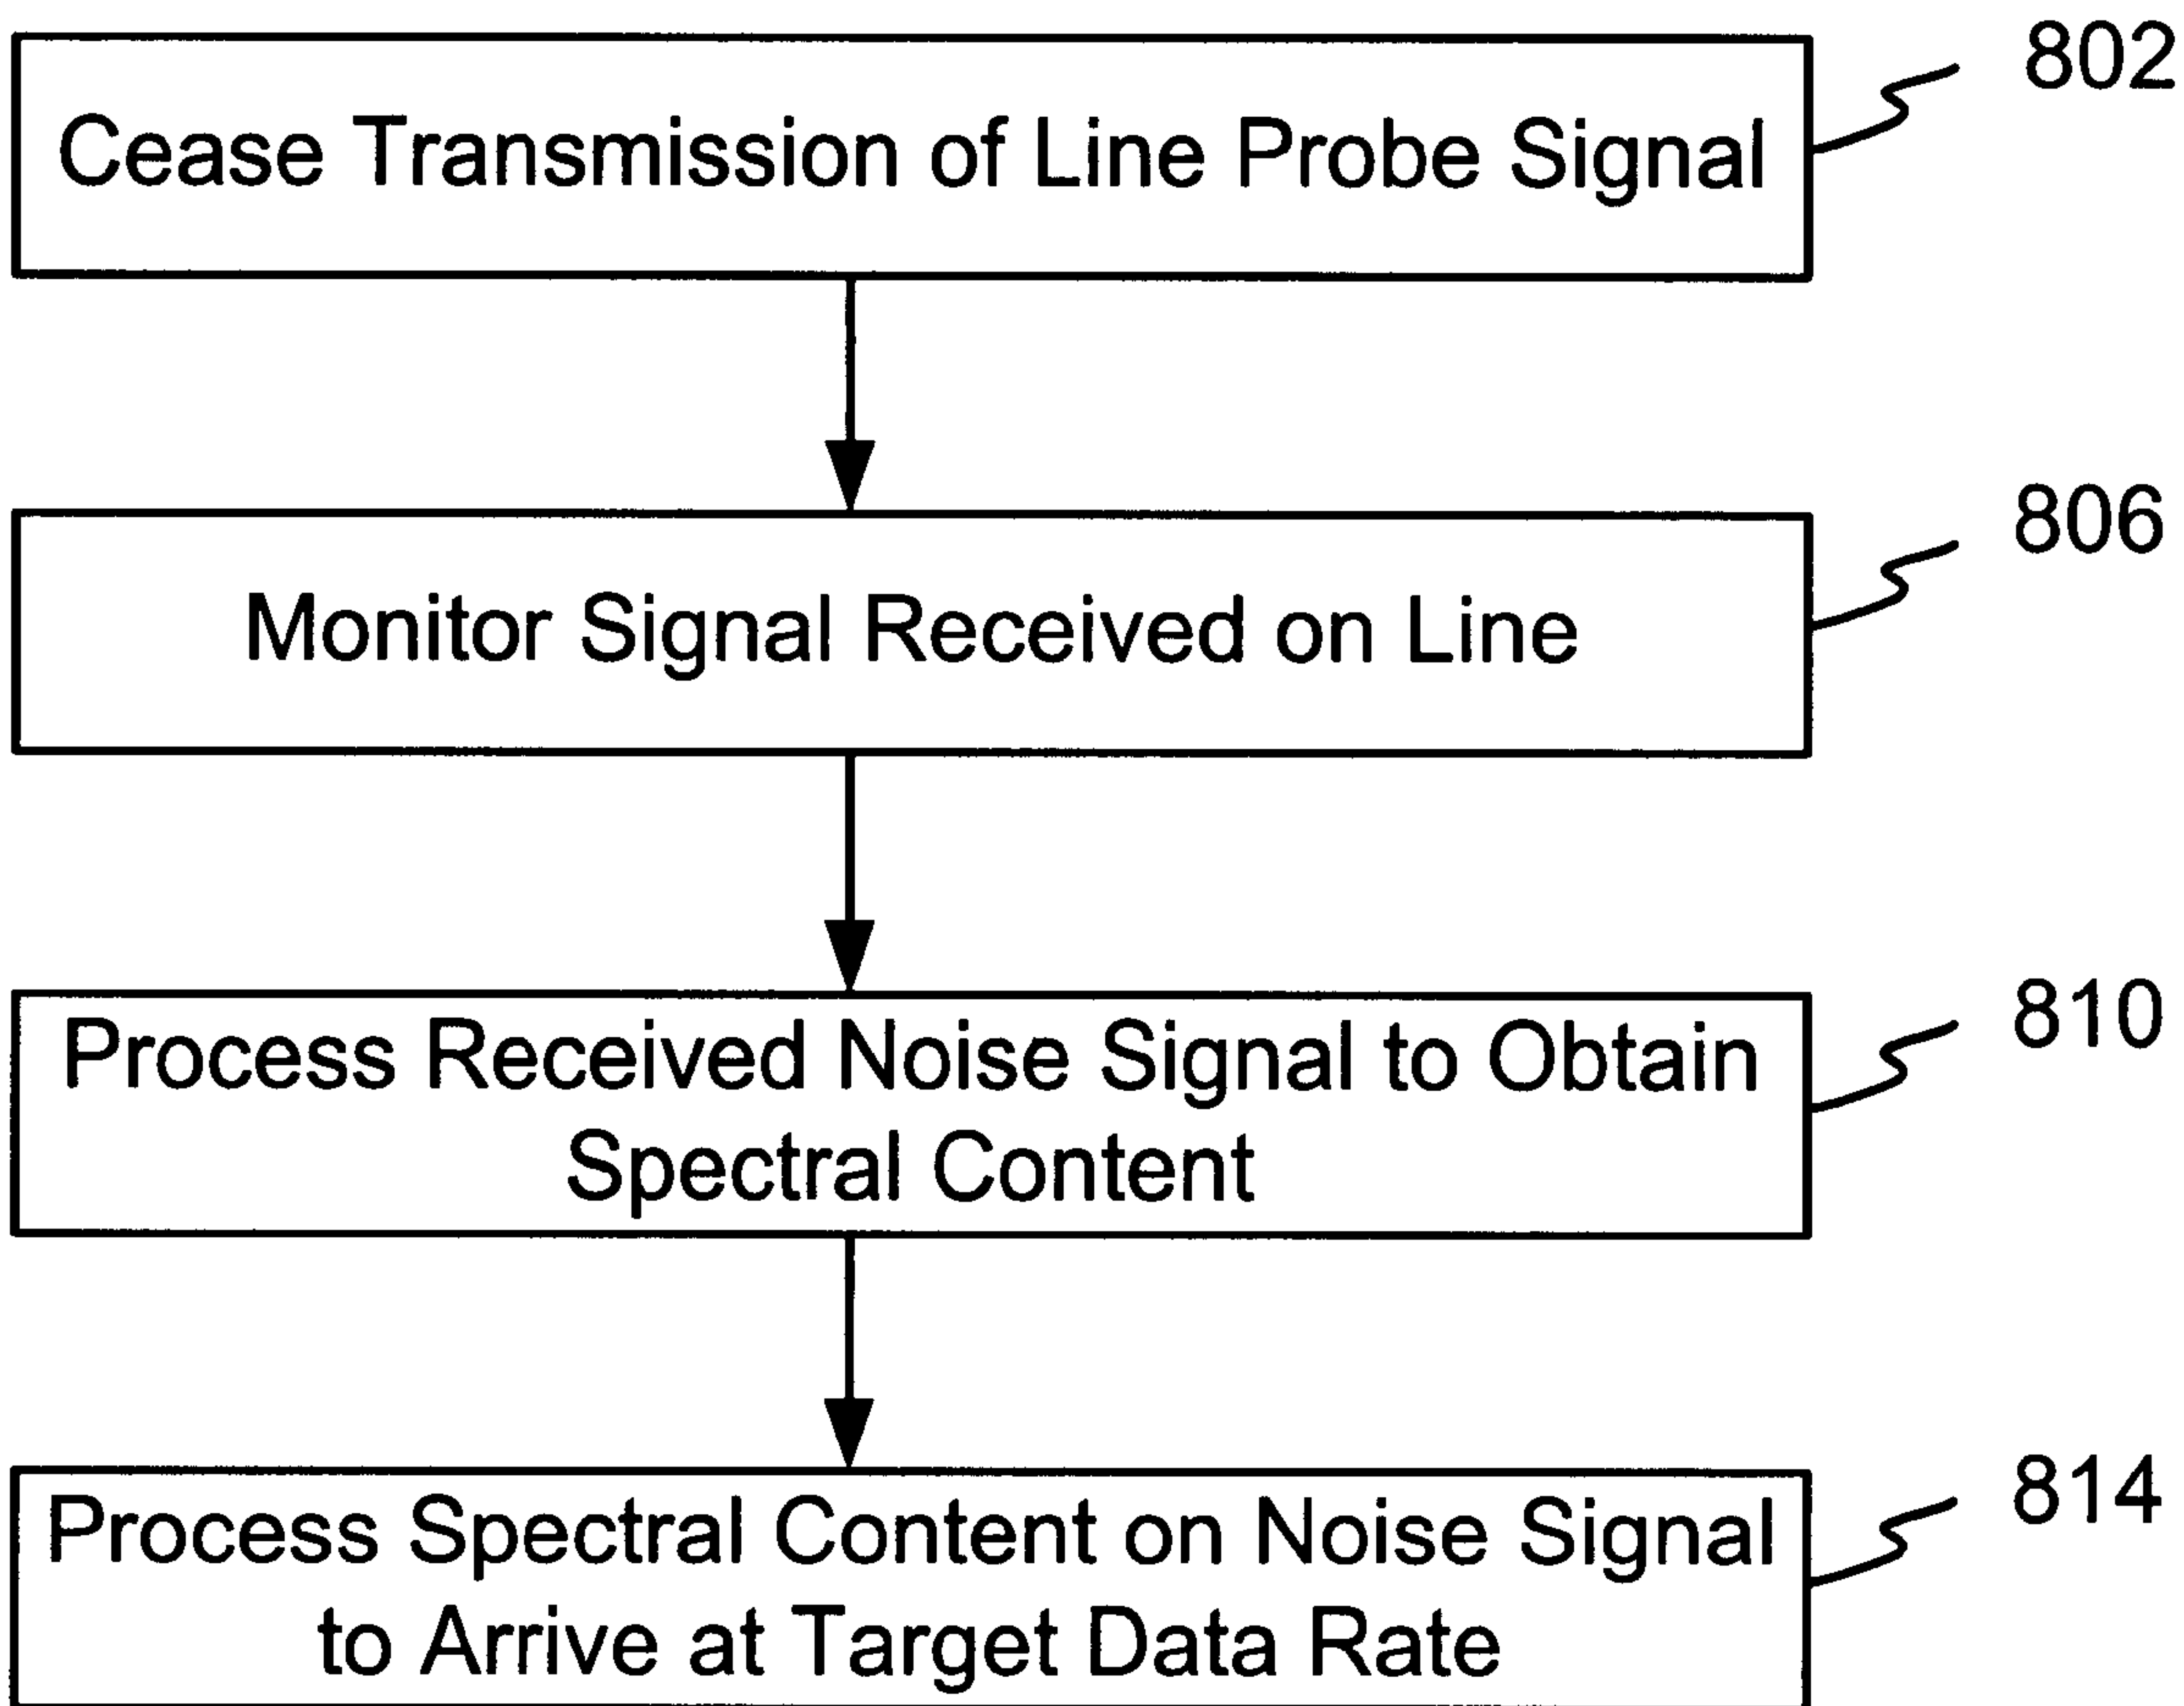 802
Cease Transmission of Line Probe Signal
806
Monitor Signal Received on Line
810
Process Received Noise Signal to Obtain
Spectral Content
814
Process Spectral Content on Noise Signal
to Arrive at Target Data Rate